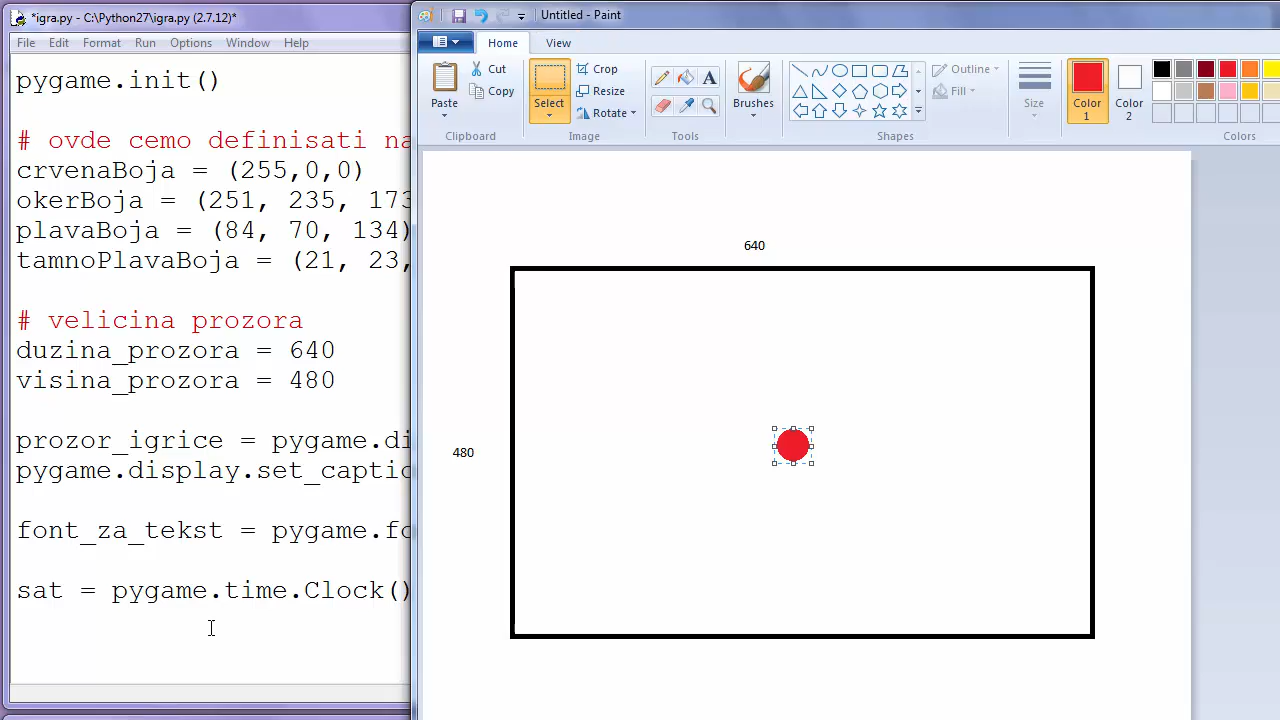 *igra.py - C:\Python27\igra.py (2.7.12)*
File Edit Format Run Options Window Help
pygame.init()
# ovde cemo definisati na
crvenaBoja = (255,0,0)
okerBoja = (251, 235, 173
plavaBoja = (84, 70, 134)
tamnoPlavaBoja = (21, 23,
# velicina prozora
duzina_prozora = 640
visina_prozora = 480
prozor_igrice = pygame.di
pygame.display.set_captio
font_za_tekst = pygame.fo
sat = pygame.time.Clock()
Untitled - Paint
Home View
Paste
Cut
Copy
Clipboard
Select
Crop
Resize
Rotate
Image
A
Tools
Brushes
Outline
Fill
Shapes
Size
Color 1
Color 2
Colors
640
480